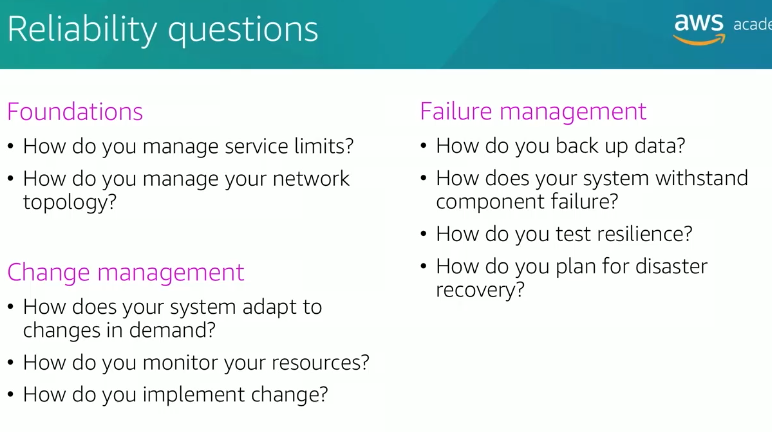 Reliability questions
aws
Foundations
• How do you manage service limits?
• How do you manage your network
topology?
Change management
• How does your system adapt to
changes in demand?
• How do you monitor your resources?
• How do you implement change?
Failure management
• How do you back up data?
• How does your system withstand
component failure?
• How do you test resilience?
• How do you plan for disaster
recovery?